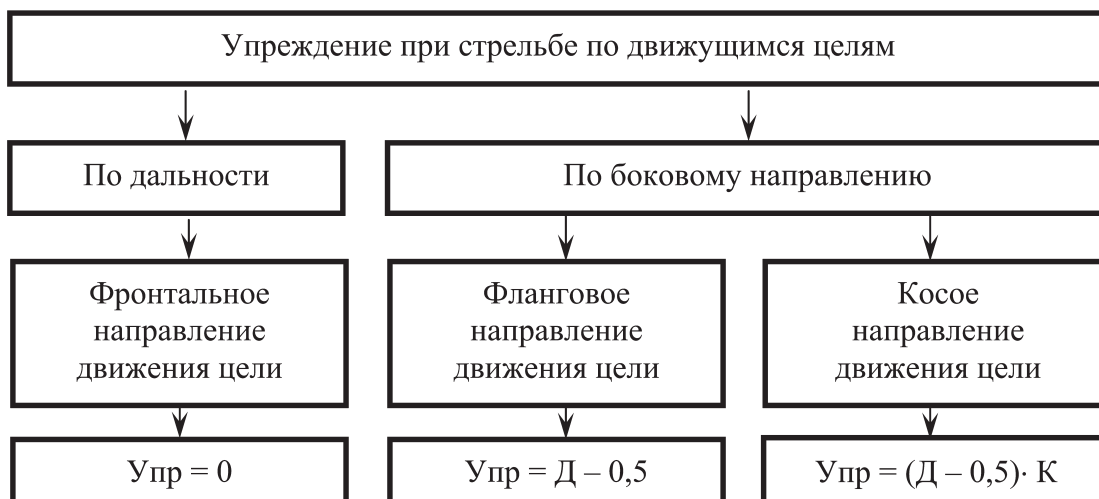 Упреждение при стрельбе по движущимся целям
По дальности
По боковому направлению
Фронтальное
направление
движения цели
Фланговое
направление
движения цели
Косое
направление
движения цели
Упр = 0
Упр = Д – 0,5
Упр = (Д – 0,5)· К